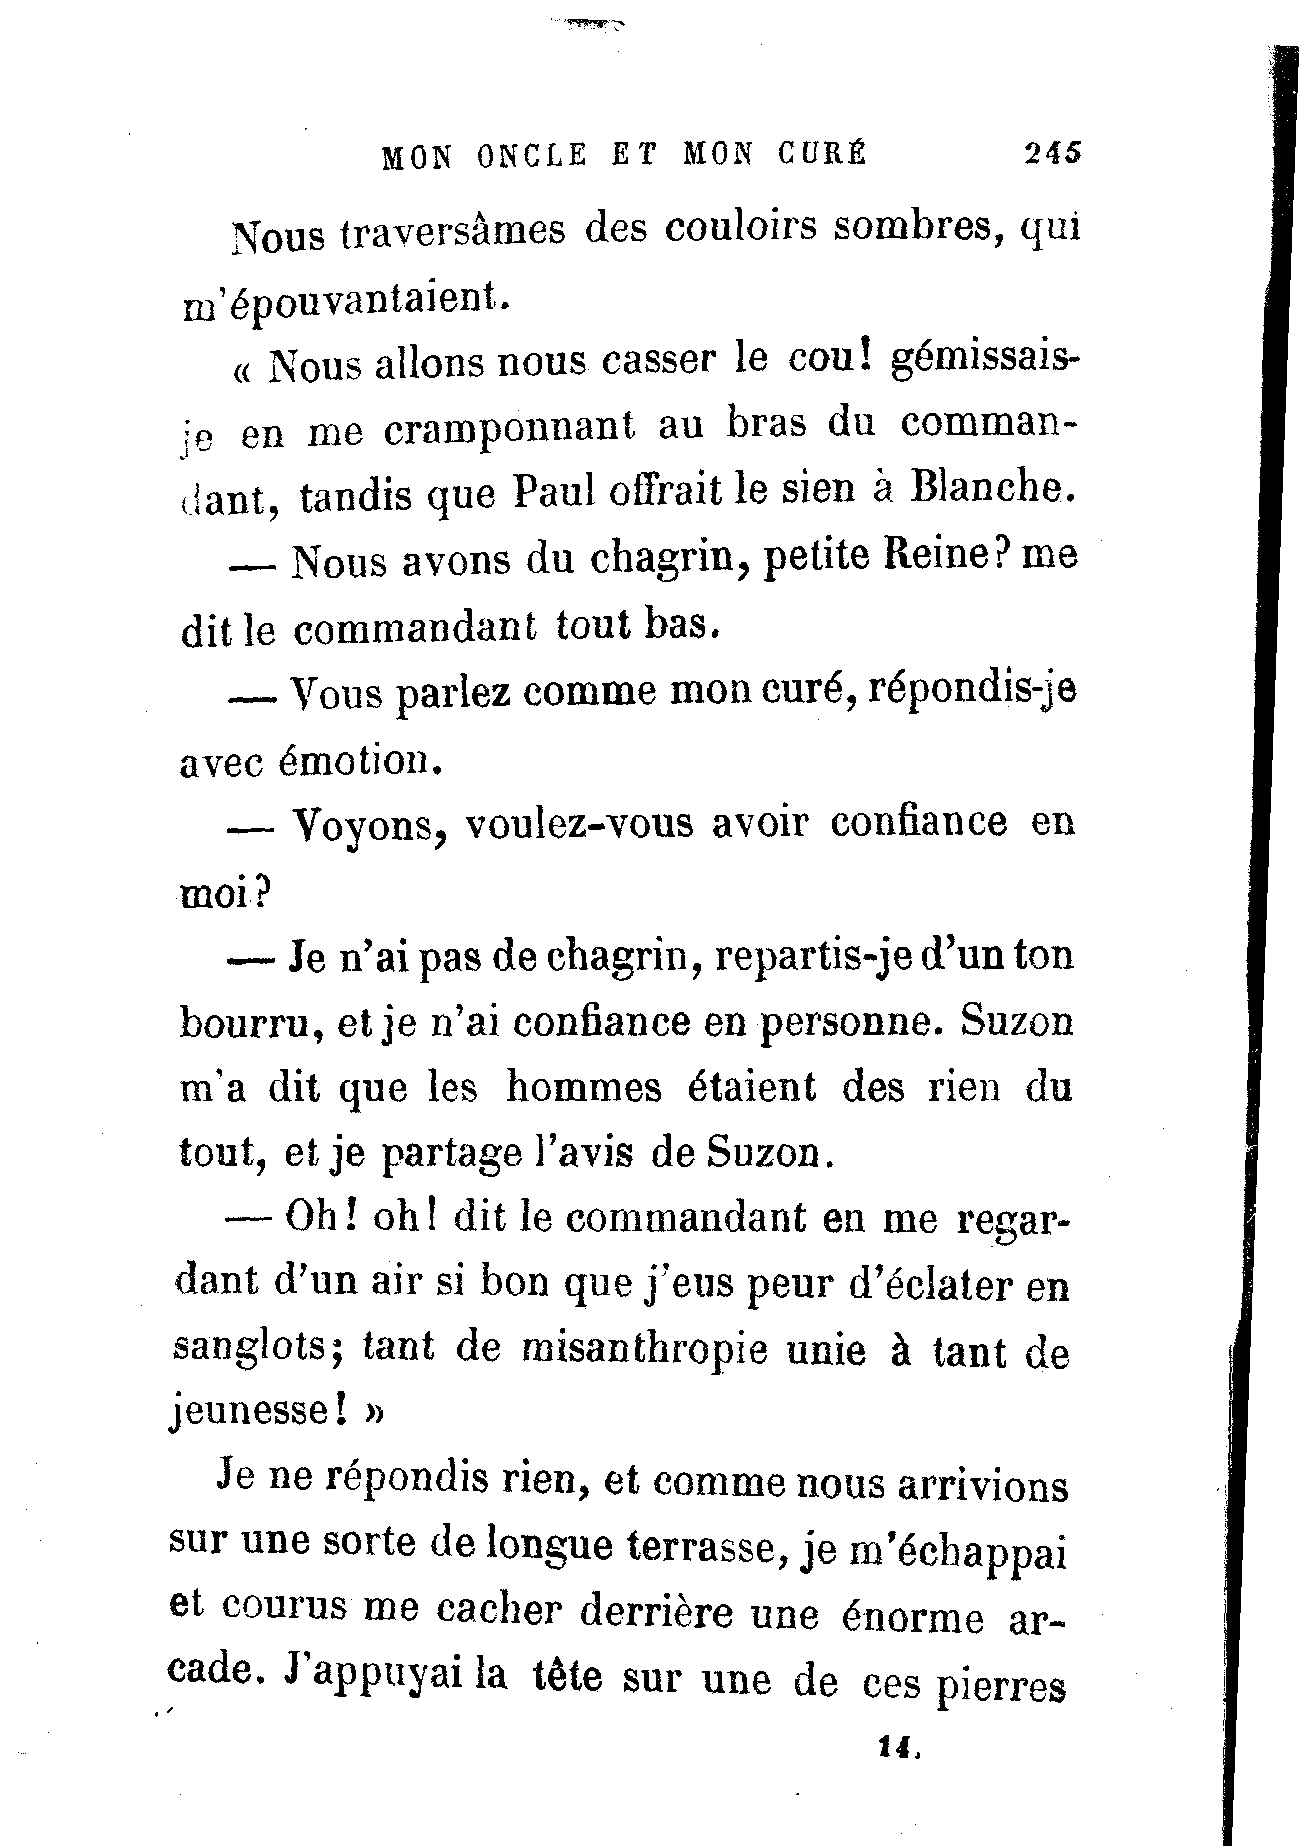 MON ONCLE ET MON CURÉ 245
Nous traversâmes des couloirs sombres, qui
m'épouvantaient.
« Nous allons nous casser le cou! gémissais-
je en me cramponnant au bras du comman-
dant, tandis que Paul offrait le sien à Blanche.
— Nous avons du chagrin, petite Reine? me
dit le commandant tout bas.
— Vous parlez comme mon curé, répondis-je
avec émotion.
— Voyons, voulez-vous avoir confiance en
moi?
— Je n'ai pas de chagrin, repartis-je d'un ton
bourru, et je n'ai confiance en personne. Suzon
m'a dit que les hommes étaient des rien du
tout, et je partage l'avis de Suzon.
— Oh! oh! dit le commandant en me regar-
dant d'un air si bon que j'eus peur d'éclater en
sanglots; tant de misanthropie unie à tant de
jeunesse! »
Je ne répondis rien, et comme nous arrivions
sur une sorte de longue terrasse, je m'échappai
et courus me cacher derrière une énorme ar-
cade. J'appuyai la tête sur une de ces pierres
14.